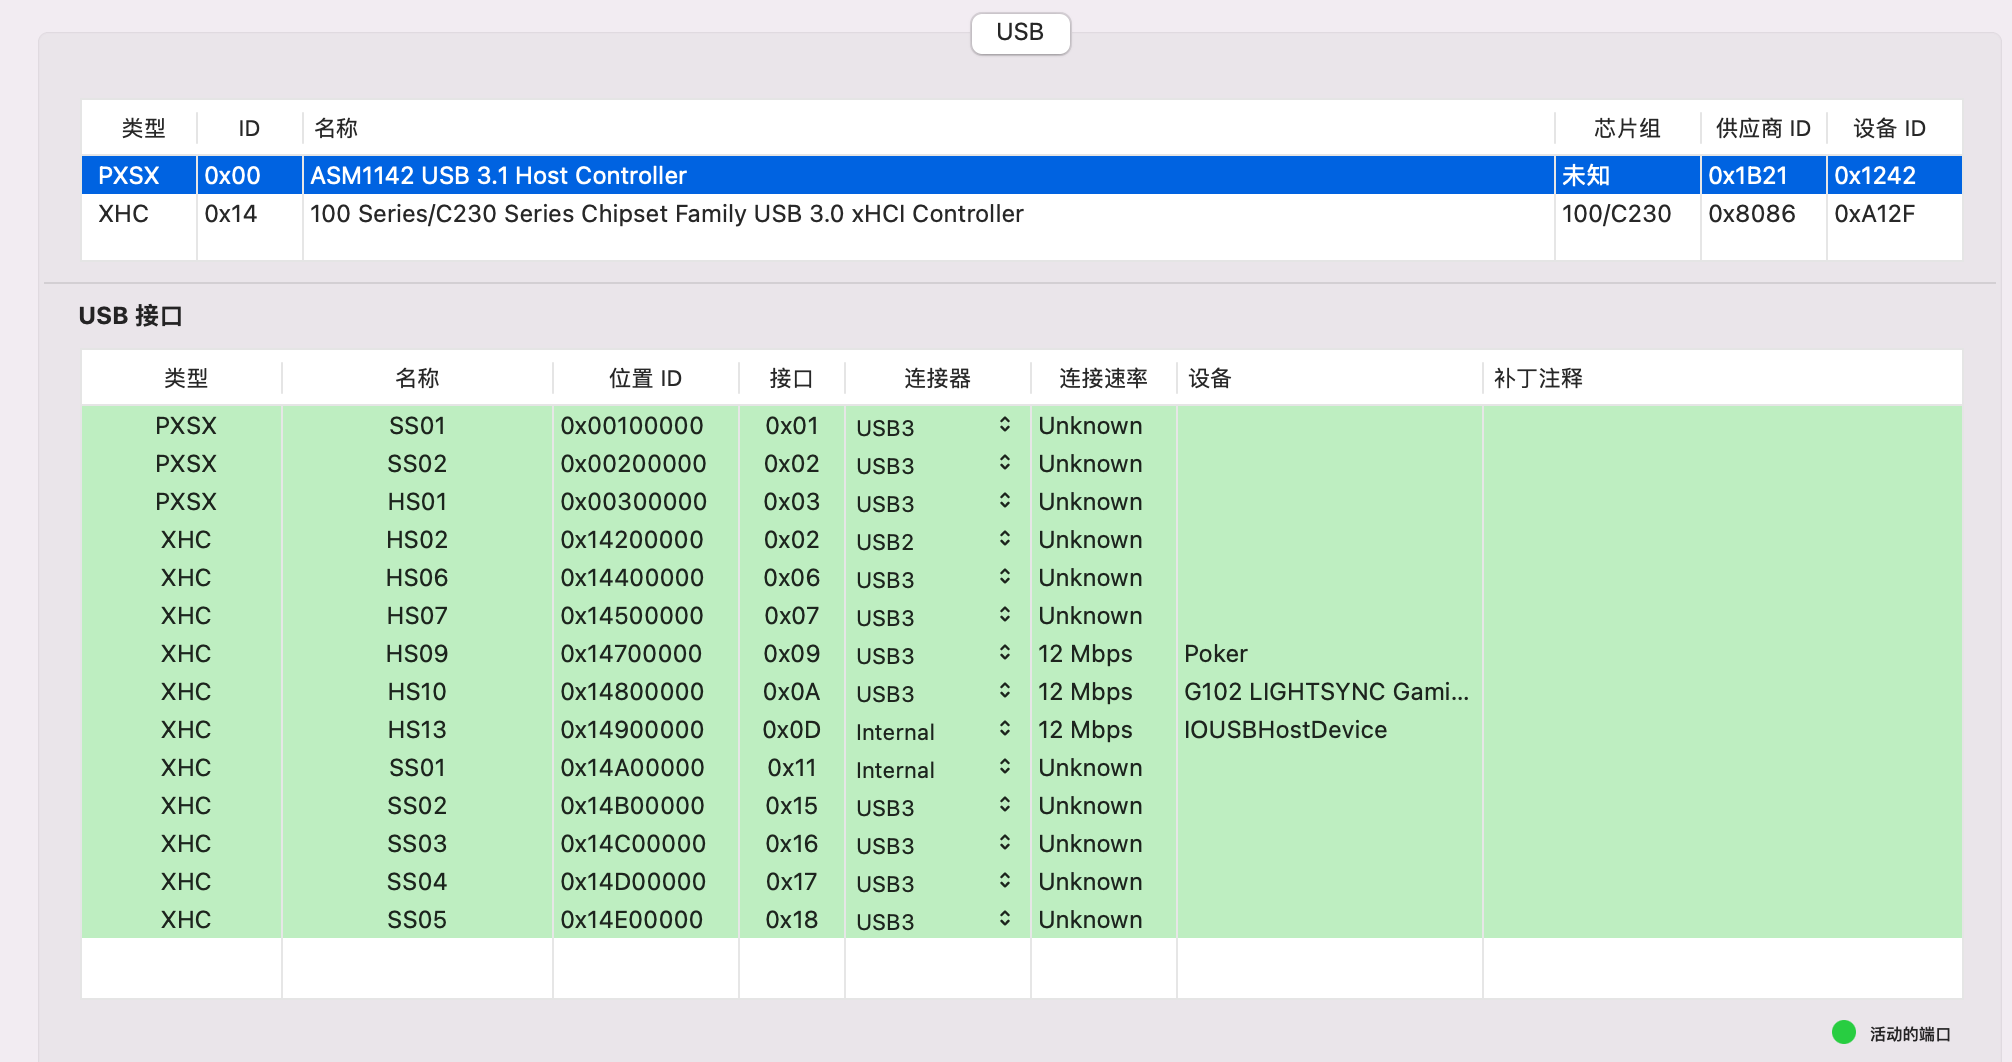 USB
类型 ID 名称 芯片组 供应商 ID 设备 ID
PXSX 0x00 ASM1142 USB 3.1 Host Controller 未知 0x1B21 0x1242
XHC 0x14 100 Series/C230 Series Chipset Family USB 3.0 xHCI Controller 100/C230 0x8086 0xA12F
USB 接口
类型 名称 位置 ID 接口 连接器 连接速率 设备 补丁注释
PXSX SS01 0x00100000 0x01 USB3 Unknown
PXSX SS02 0x00200000 0x02 USB3 Unknown
PXSX HS01 0x00300000 0x03 USB3 Unknown
XHC HS02 0x14200000 0x02 USB2 Unknown
XHC HS06 0x14400000 0x06 USB3 Unknown
XHC HS07 0x14500000 0x07 USB3 Unknown
XHC HS09 0x14700000 0x09 USB3 12 Mbps Poker
XHC HS10 0x14800000 0x0A USB3 12 Mbps G102 LIGHTSYNC Gami...
XHC HS13 0x14900000 0x0D Internal 12 Mbps IOUSBHostDevice
XHC SS01 0x14A00000 0x11 Internal Unknown
XHC SS02 0x14B00000 0x15 USB3 Unknown
XHC SS03 0x14C00000 0x16 USB3 Unknown
XHC SS04 0x14D00000 0x17 USB3 Unknown
XHC SS05 0x14E00000 0x18 USB3 Unknown
活动的端口